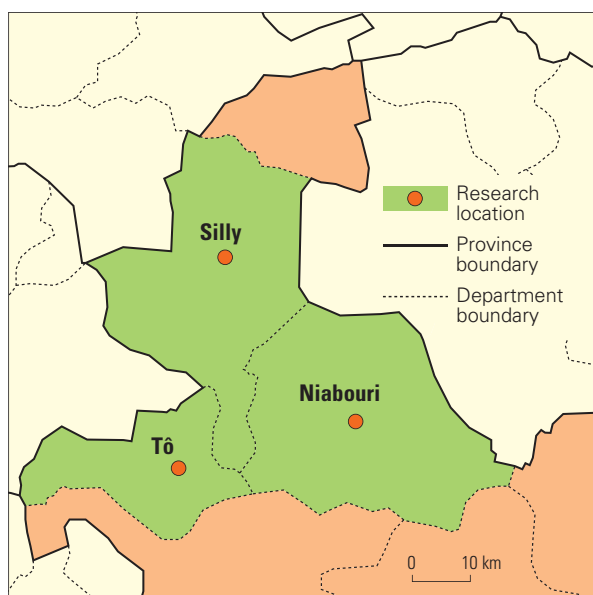 Silly
Research
location
Province
boundary
Department
boundary
Niabouri
Tô
0 10 km